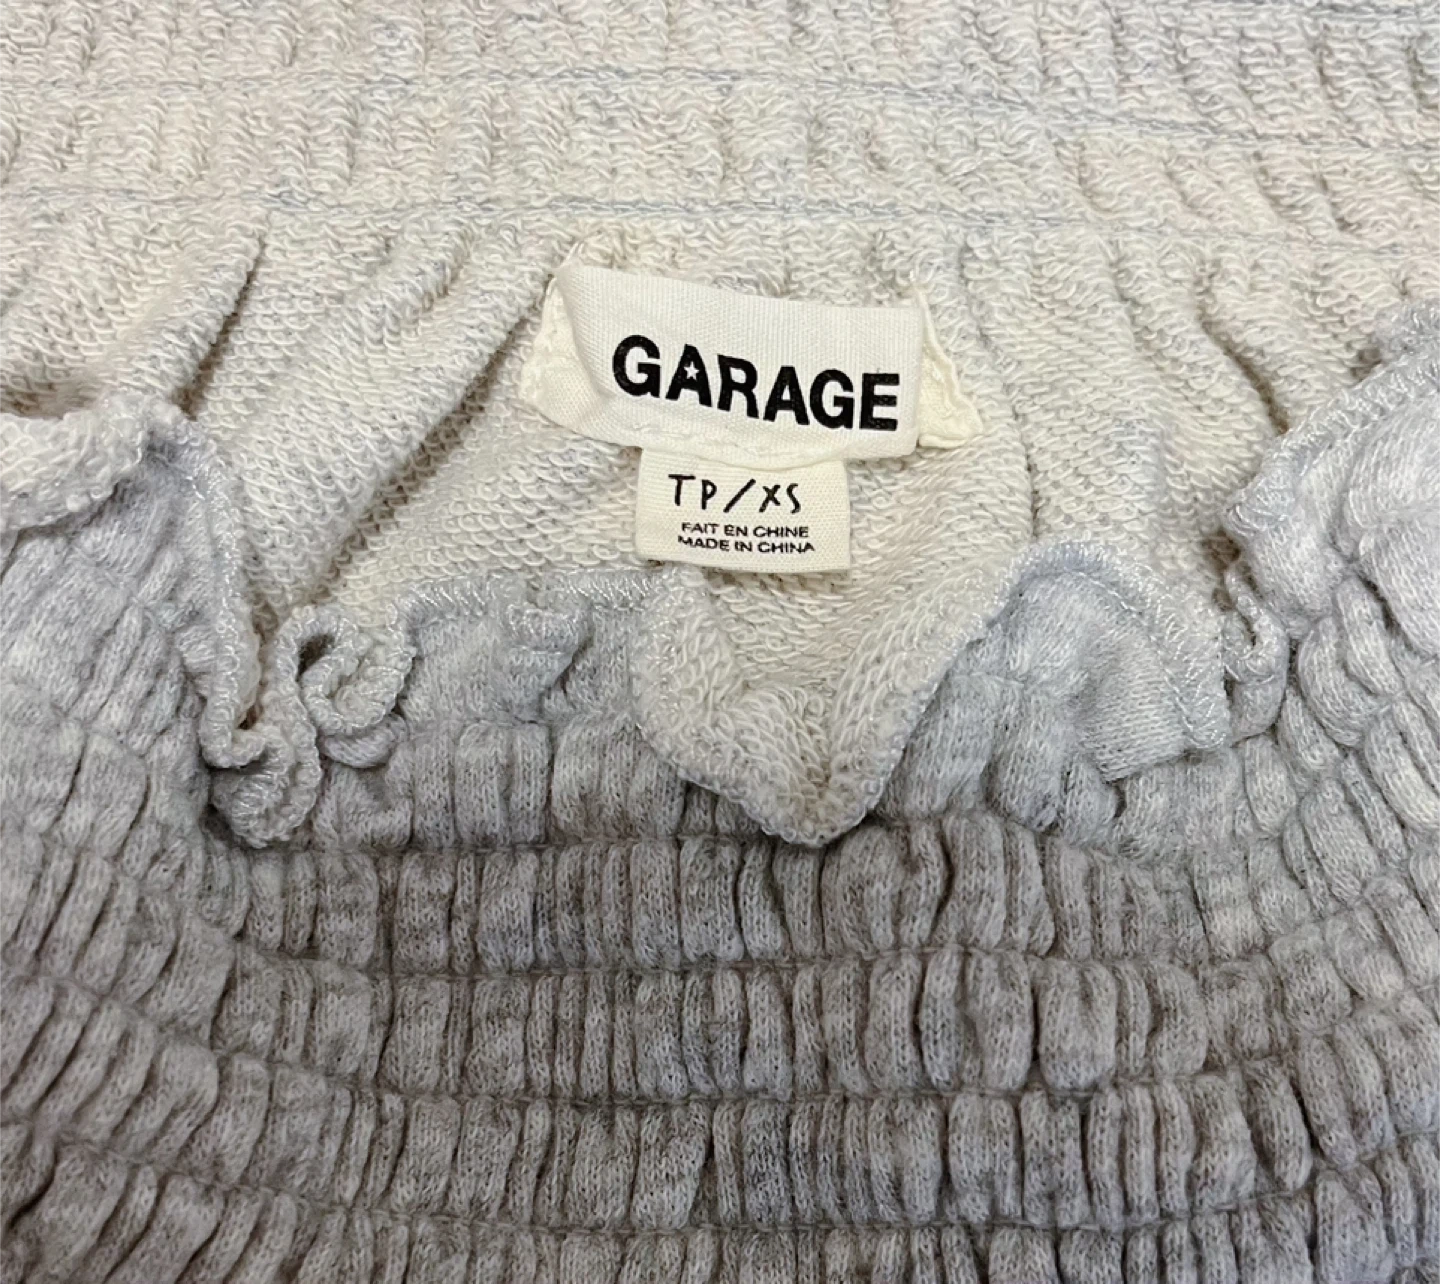 GARAGE
TP/XS
FAIT EN CHINE
MADE IN CHINA